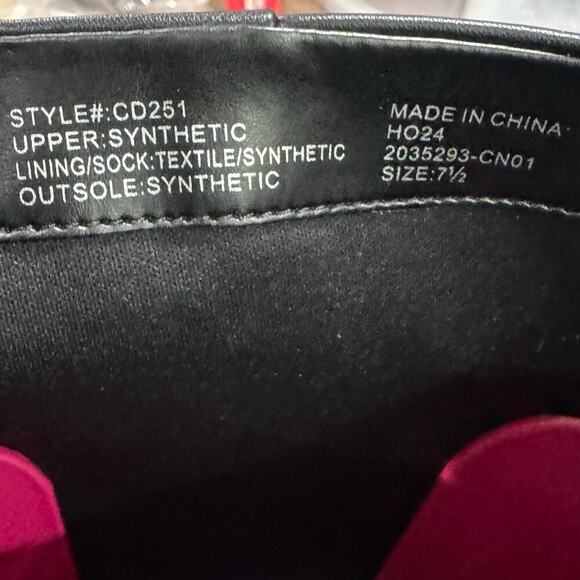 STYLE#:CD251
UPPER:SYNTHETIC
LINING/SOCK:TEXTILE/SYNTHETIC
OUTSOLE:SYNTHETIC
MADE IN CHINA
HO24
2035293-CN01
SIZE:7½